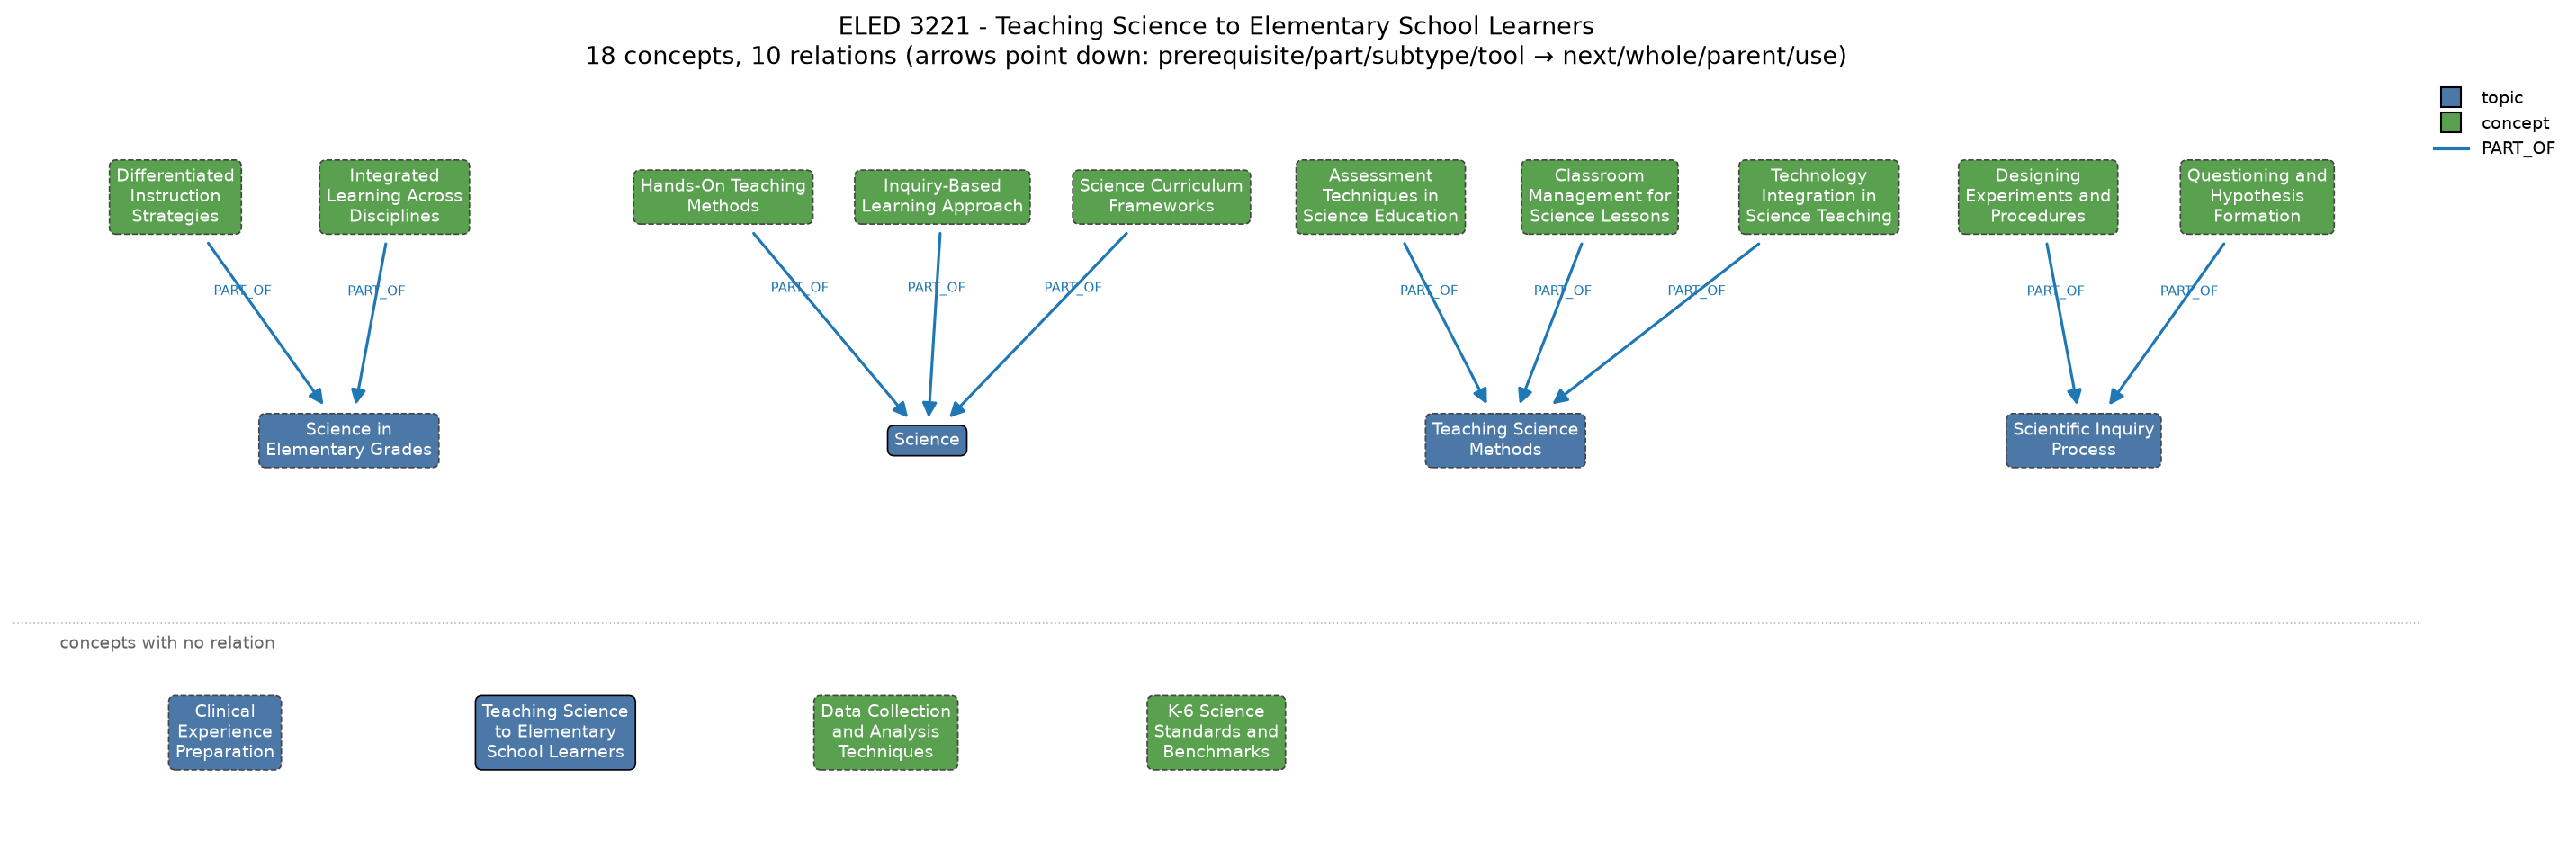 ELED 3221 - Teaching Science to Elementary School Learners
18 concepts, 10 relations (arrows point down: prerequisite/part/subtype/tool → next/whole/parent/use)
topic
concept
PART_OF
Differentiated
Instruction
Strategies
Integrated
Learning Across
Disciplines
Hands-On Teaching
Methods
Inquiry-Based
Learning Approach
Science Curriculum
Frameworks
Assessment
Techniques in
Science Education
Classroom
Management for
Science Lessons
Technology
Integration in
Science Teaching
Designing
Experiments and
Procedures
Questioning and
Hypothesis
Formation
PART_OF
PART_OF
PART_OF
PART_OF
PART_OF
PART_OF
PART_OF
PART_OF
PART_OF
PART_OF
Science in
Elementary Grades
Science
Teaching Science
Methods
Scientific Inquiry
Process
concepts with no relation
Clinical
Experience
Preparation
Teaching Science
to Elementary
School Learners
Data Collection
and Analysis
Techniques
K-6 Science
Standards and
Benchmarks